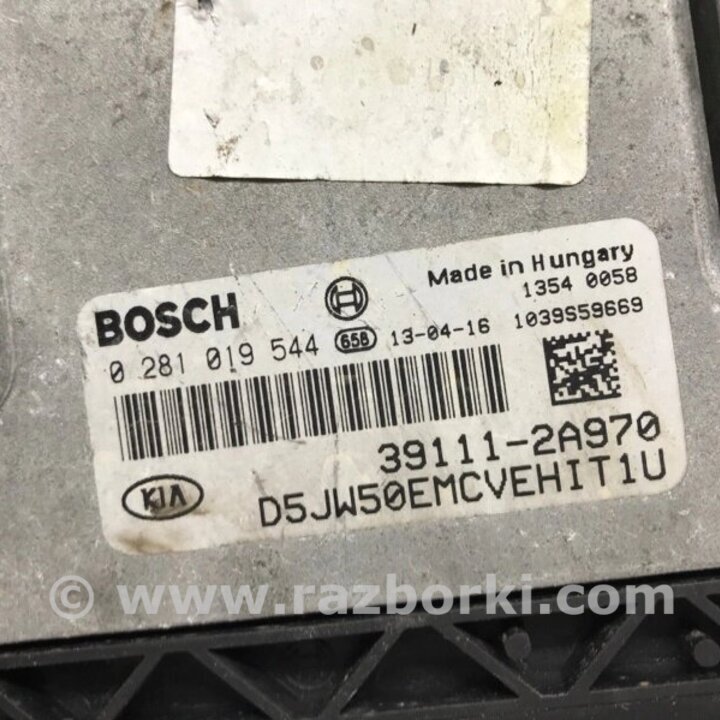 BOSCH
Made in Hungary
1354 0058
0 281 019 544 658 13-04-16 1039S59669
39111-2A970
KIA
D5JW50EMCVEHIT1U
© www.razborki.com